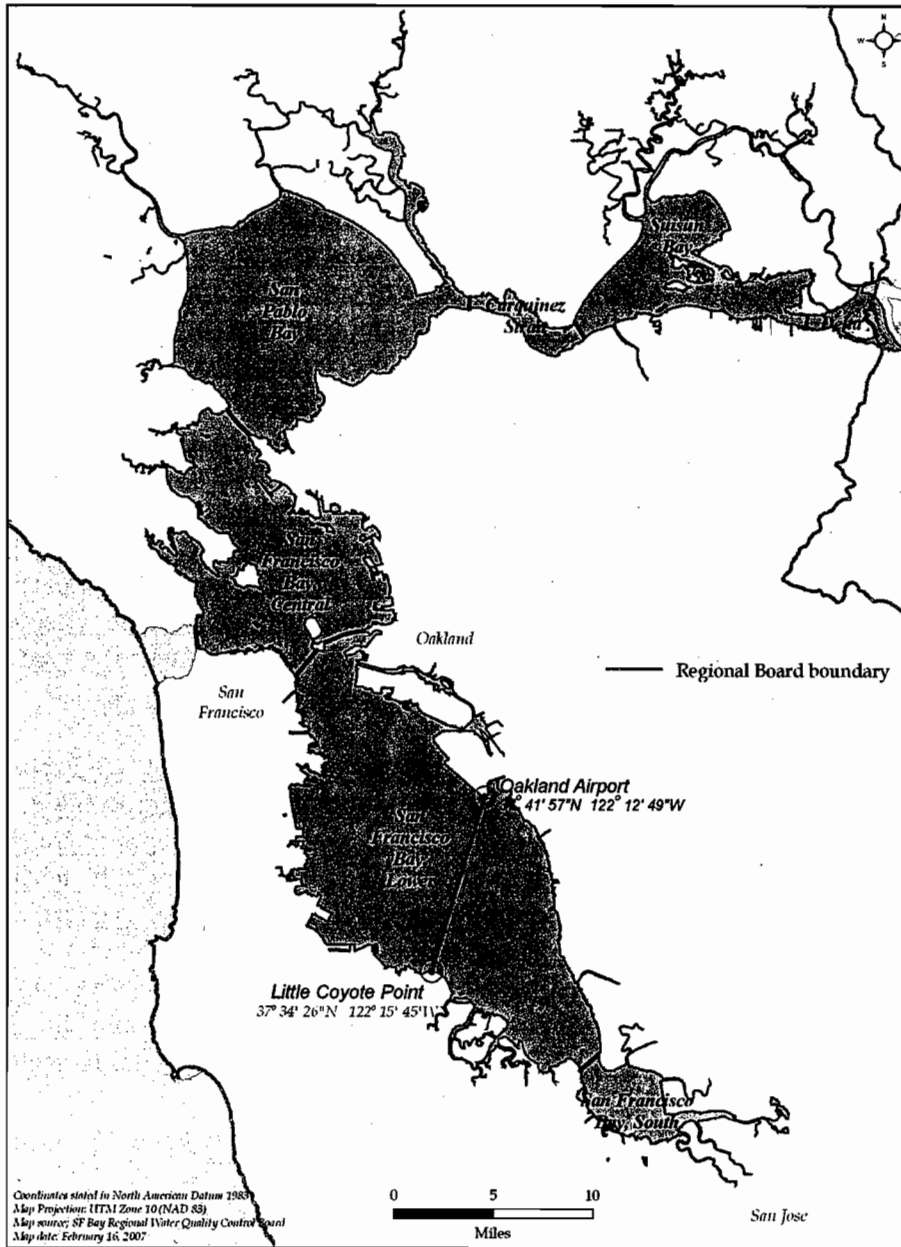 N
W
S
Suisun
Bay
San
Pablo
Bay
Carquinez
Strait
San
Francisco
Bay
Central
Oakland
Regional Board boundary
San
Francisco
Oakland Airport
41' 57"N 122° 12' 49"W
San
Francisco
Bay
Lower
Little Coyote Point
37° 34' 26"N 122° 15' 45"W
San Francisco
Bay, South
Coordinates stated in North American Datum 1983
Map Projection: UTM Zone 10 (NAD 83)
Map source: SF Bay Regional Water Quality Control Board
Map date: February 16, 2007
0 5 10
Miles
San Jose